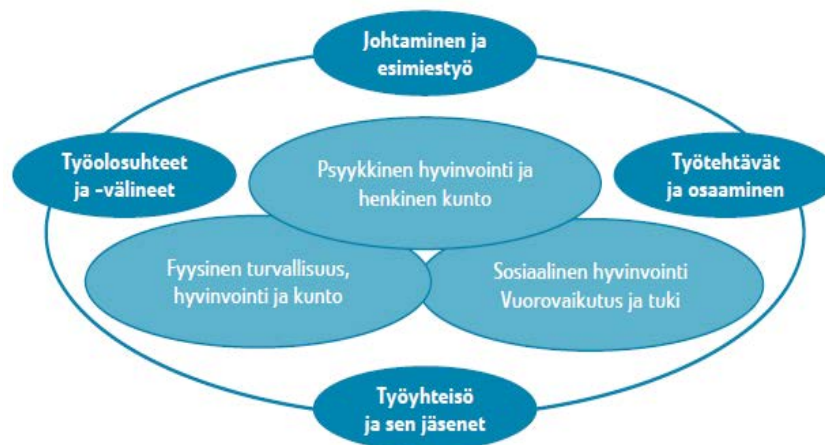 Johtaminen ja
esimiestyö
Työolosuhteet
ja -välineet
Psyykkinen hyvinvointi ja
henkinen kunto
Työtehtävät
ja osaaminen
Fyysinen turvallisuus,
hyvinvointi ja kunto
Sosiaalinen hyvinvointi
Vuorovaikutus ja tuki
Työyhteisö
ja sen jäsenet